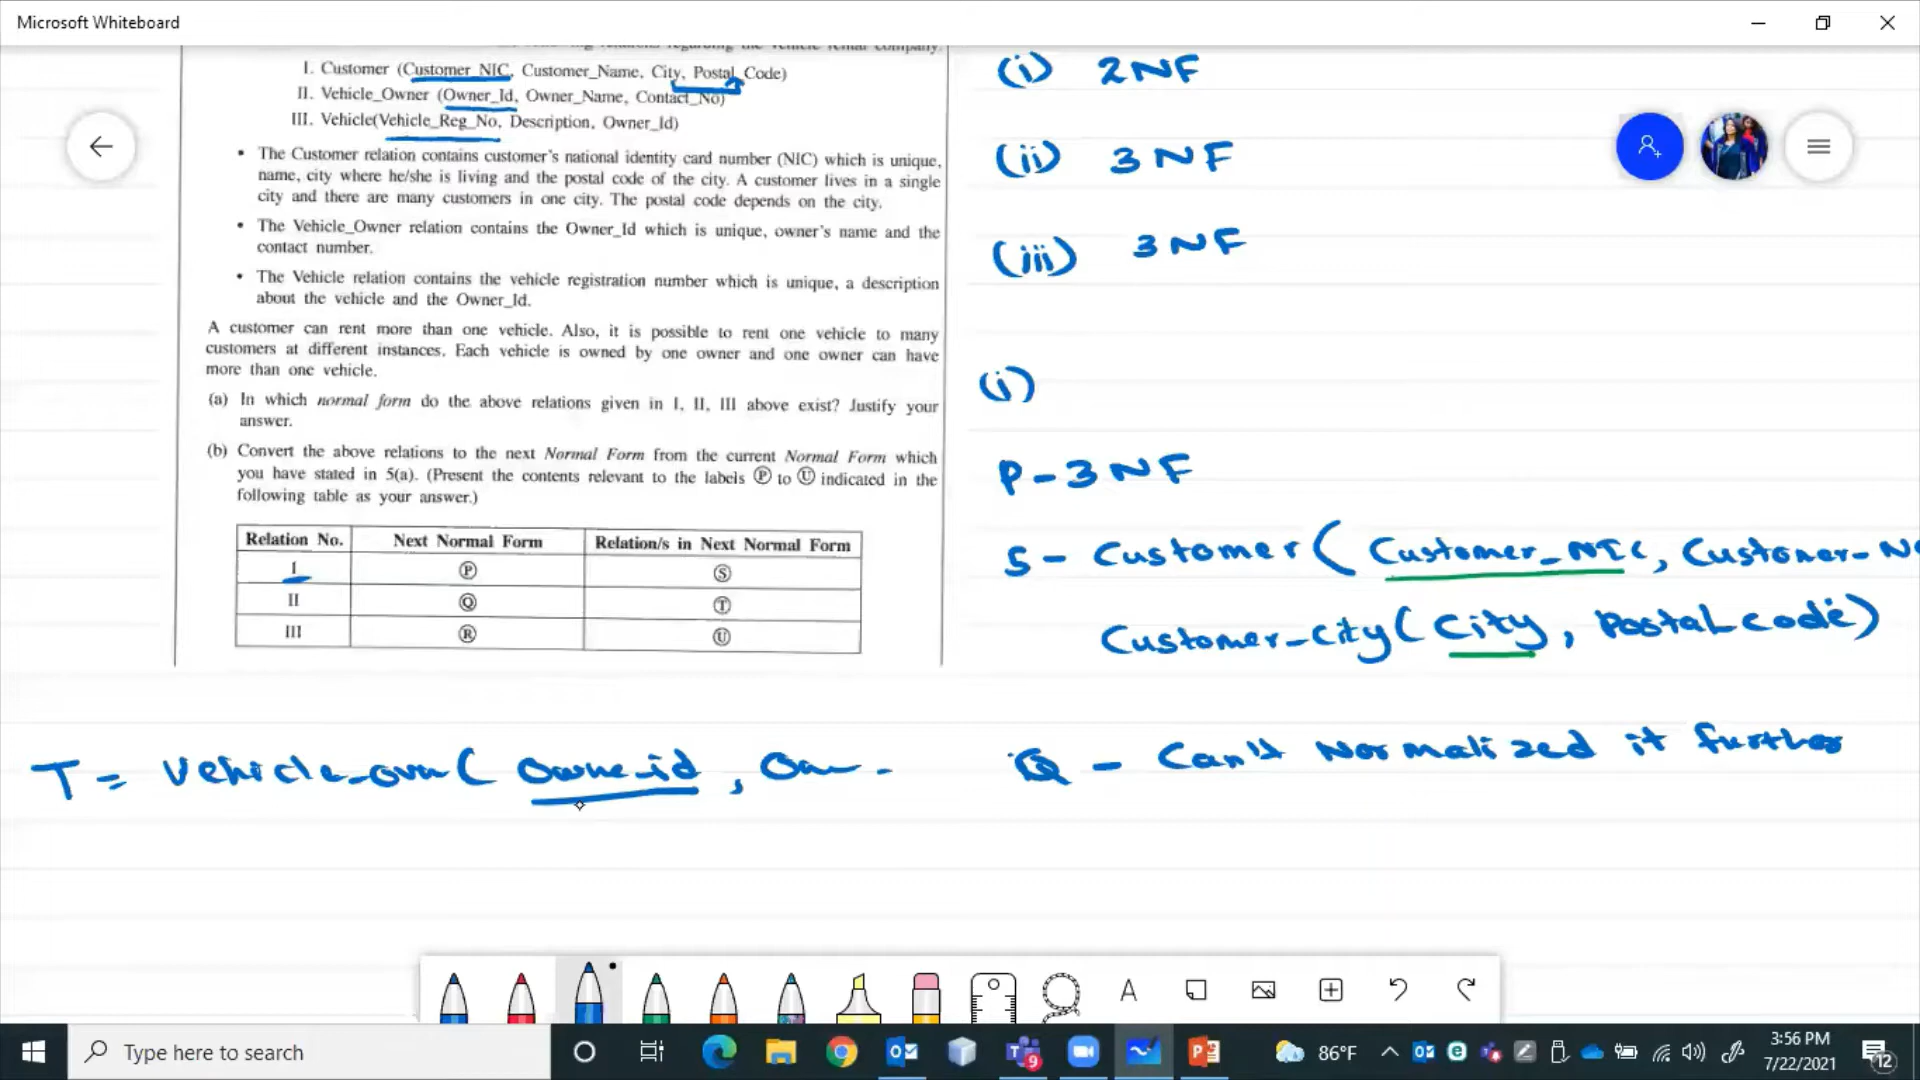 Microsoft Whiteboard
I. Customer (Customer_NIC, Customer_Name, City, Postal_Code)
II. Vehicle_Owner (Owner_Id, Owner_Name, Contact_No)
III. Vehicle(Vehicle_Reg_No, Description, Owner_Id)
• The Customer relation contains customer's national identity card number (NIC) which is unique,
name, city where he/she is living and the postal code of the city. A customer lives in a single
city and there are many customers in one city. The postal code depends on the city.
• The Vehicle_Owner relation contains the Owner_Id which is unique, owner's name and the
contact number.
• The Vehicle relation contains the vehicle registration number which is unique, a description
about the vehicle and the Owner_Id.
A customer can rent more than one vehicle. Also, it is possible to rent one vehicle to many
customers at different instances. Each vehicle is owned by one owner and one owner can have
more than one vehicle.
(a) In which normal form do the above relations given in I, II, III above exist? Justify your
answer.
(b) Convert the above relations to the next Normal Form from the current Normal Form which
you have stated in 5(a). (Present the contents relevant to the labels Ⓟ to Ⓤ indicated in the
following table as your answer.)
Relation No. Next Normal Form Relation/s in Next Normal Form
I Ⓟ Ⓢ
II Ⓠ Ⓣ
III Ⓡ Ⓤ
(i) 2NF
(ii) 3NF
(iii) 3NF
(i)
P - 3NF
S - Customer ( Customer_NIC, Customer-N
Customer-City( City, Postal code)
T = Vehicle-own ( Owne-id ,
Q - Can't Normalized it further
A
Type here to search
9
86°F
3:56 PM
7/22/2021
12